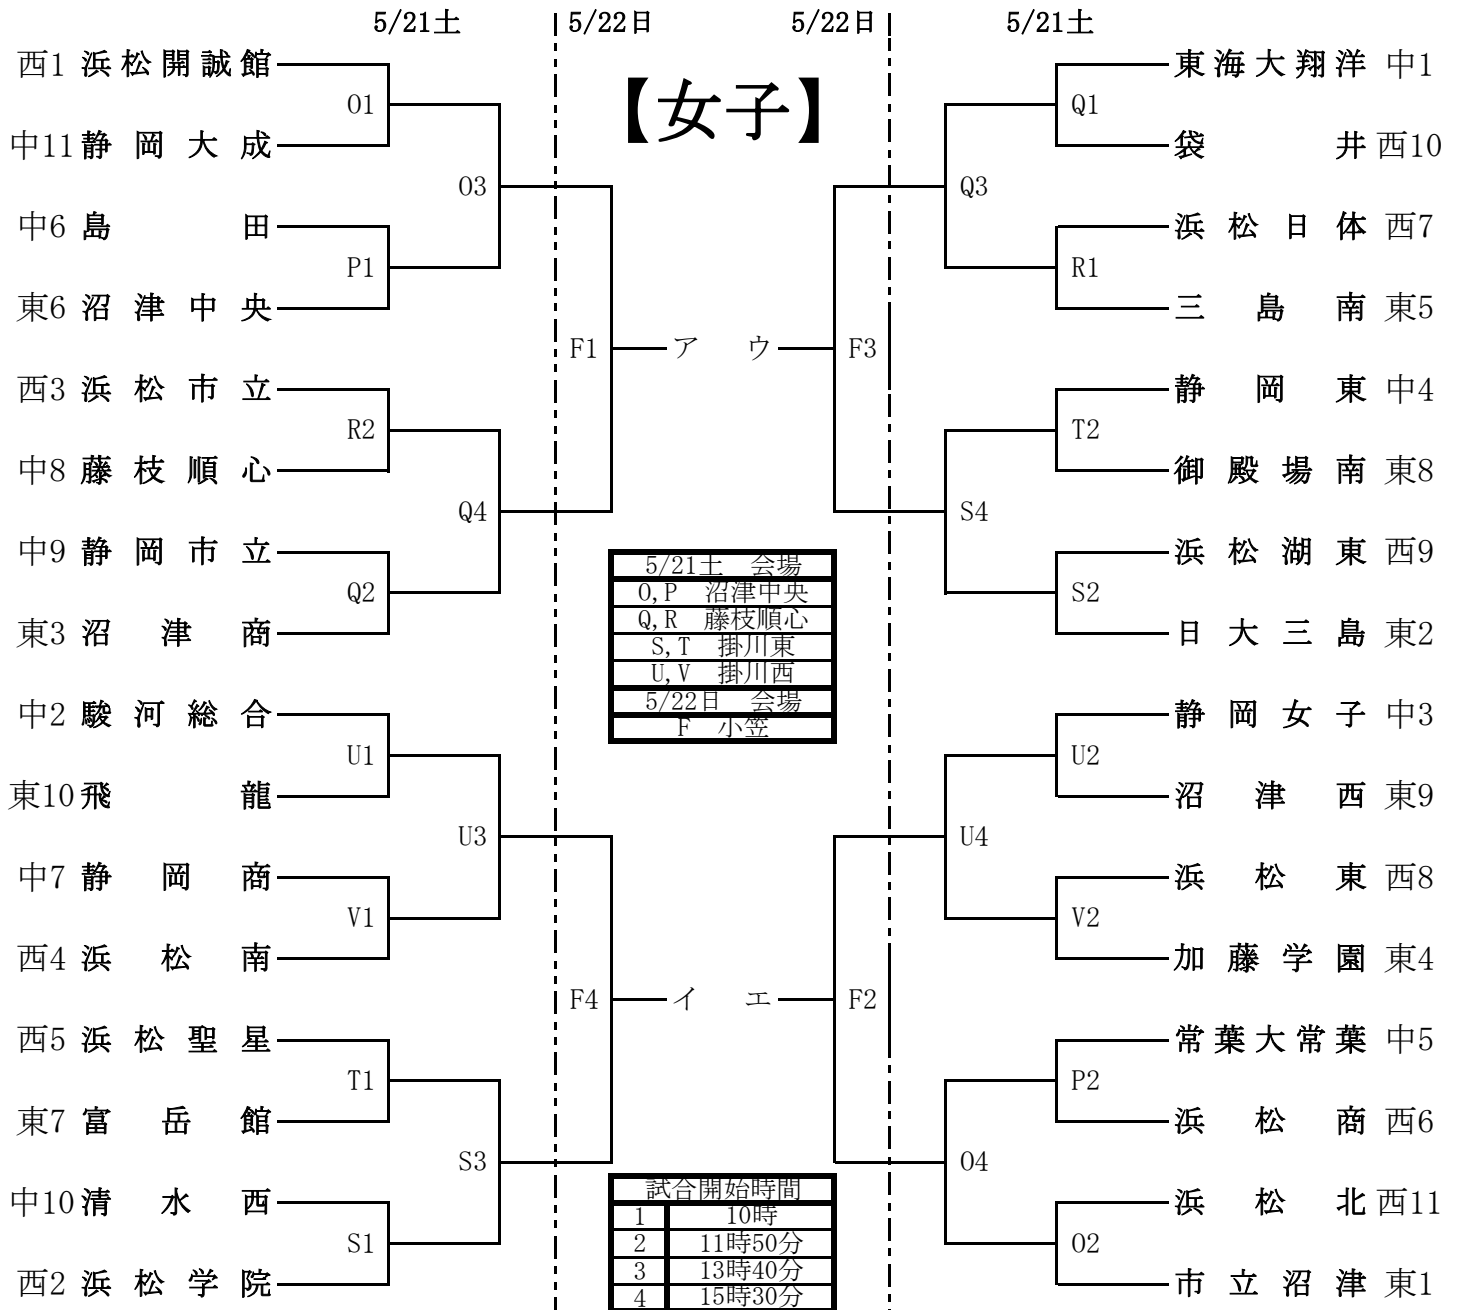 5/21土 5/22日 5/22日 5/21土
【女子】
西1 浜松開誠館
O1
中11 静岡大成
O3
中6 島田
P1
東6 沼津中央
F1 ア
西3 浜松市立
R2
中8 藤枝順心
Q4
中9 静岡市立
Q2
東3 沼津商
中2 駿河総合
U1
東10 飛龍
U3
中7 静岡商
V1
西4 浜松南
F4 イ
西5 浜松聖星
T1
東7 富岳館
S3
中10 清水西
S1
西2 浜松学院
5/21土 会場
O,P 沼津中央
Q,R 藤枝順心
S,T 掛川東
U,V 掛川西
5/22日 会場
F 小笠
試合開始時間
1 10時
2 11時50分
3 13時40分
4 15時30分
東海大翔洋 中1
Q1
袋井 西10
Q3
浜松日体 西7
R1
三島南 東5
ウ F3
静岡東 中4
T2
御殿場南 東8
S4
浜松湖東 西9
S2
日大三島 東2
静岡女子 中3
U2
沼津西 東9
U4
浜松東 西8
V2
加藤学園 東4
エ F2
常葉大常葉 中5
P2
浜松商 西6
O4
浜松北 西11
O2
市立沼津 東1